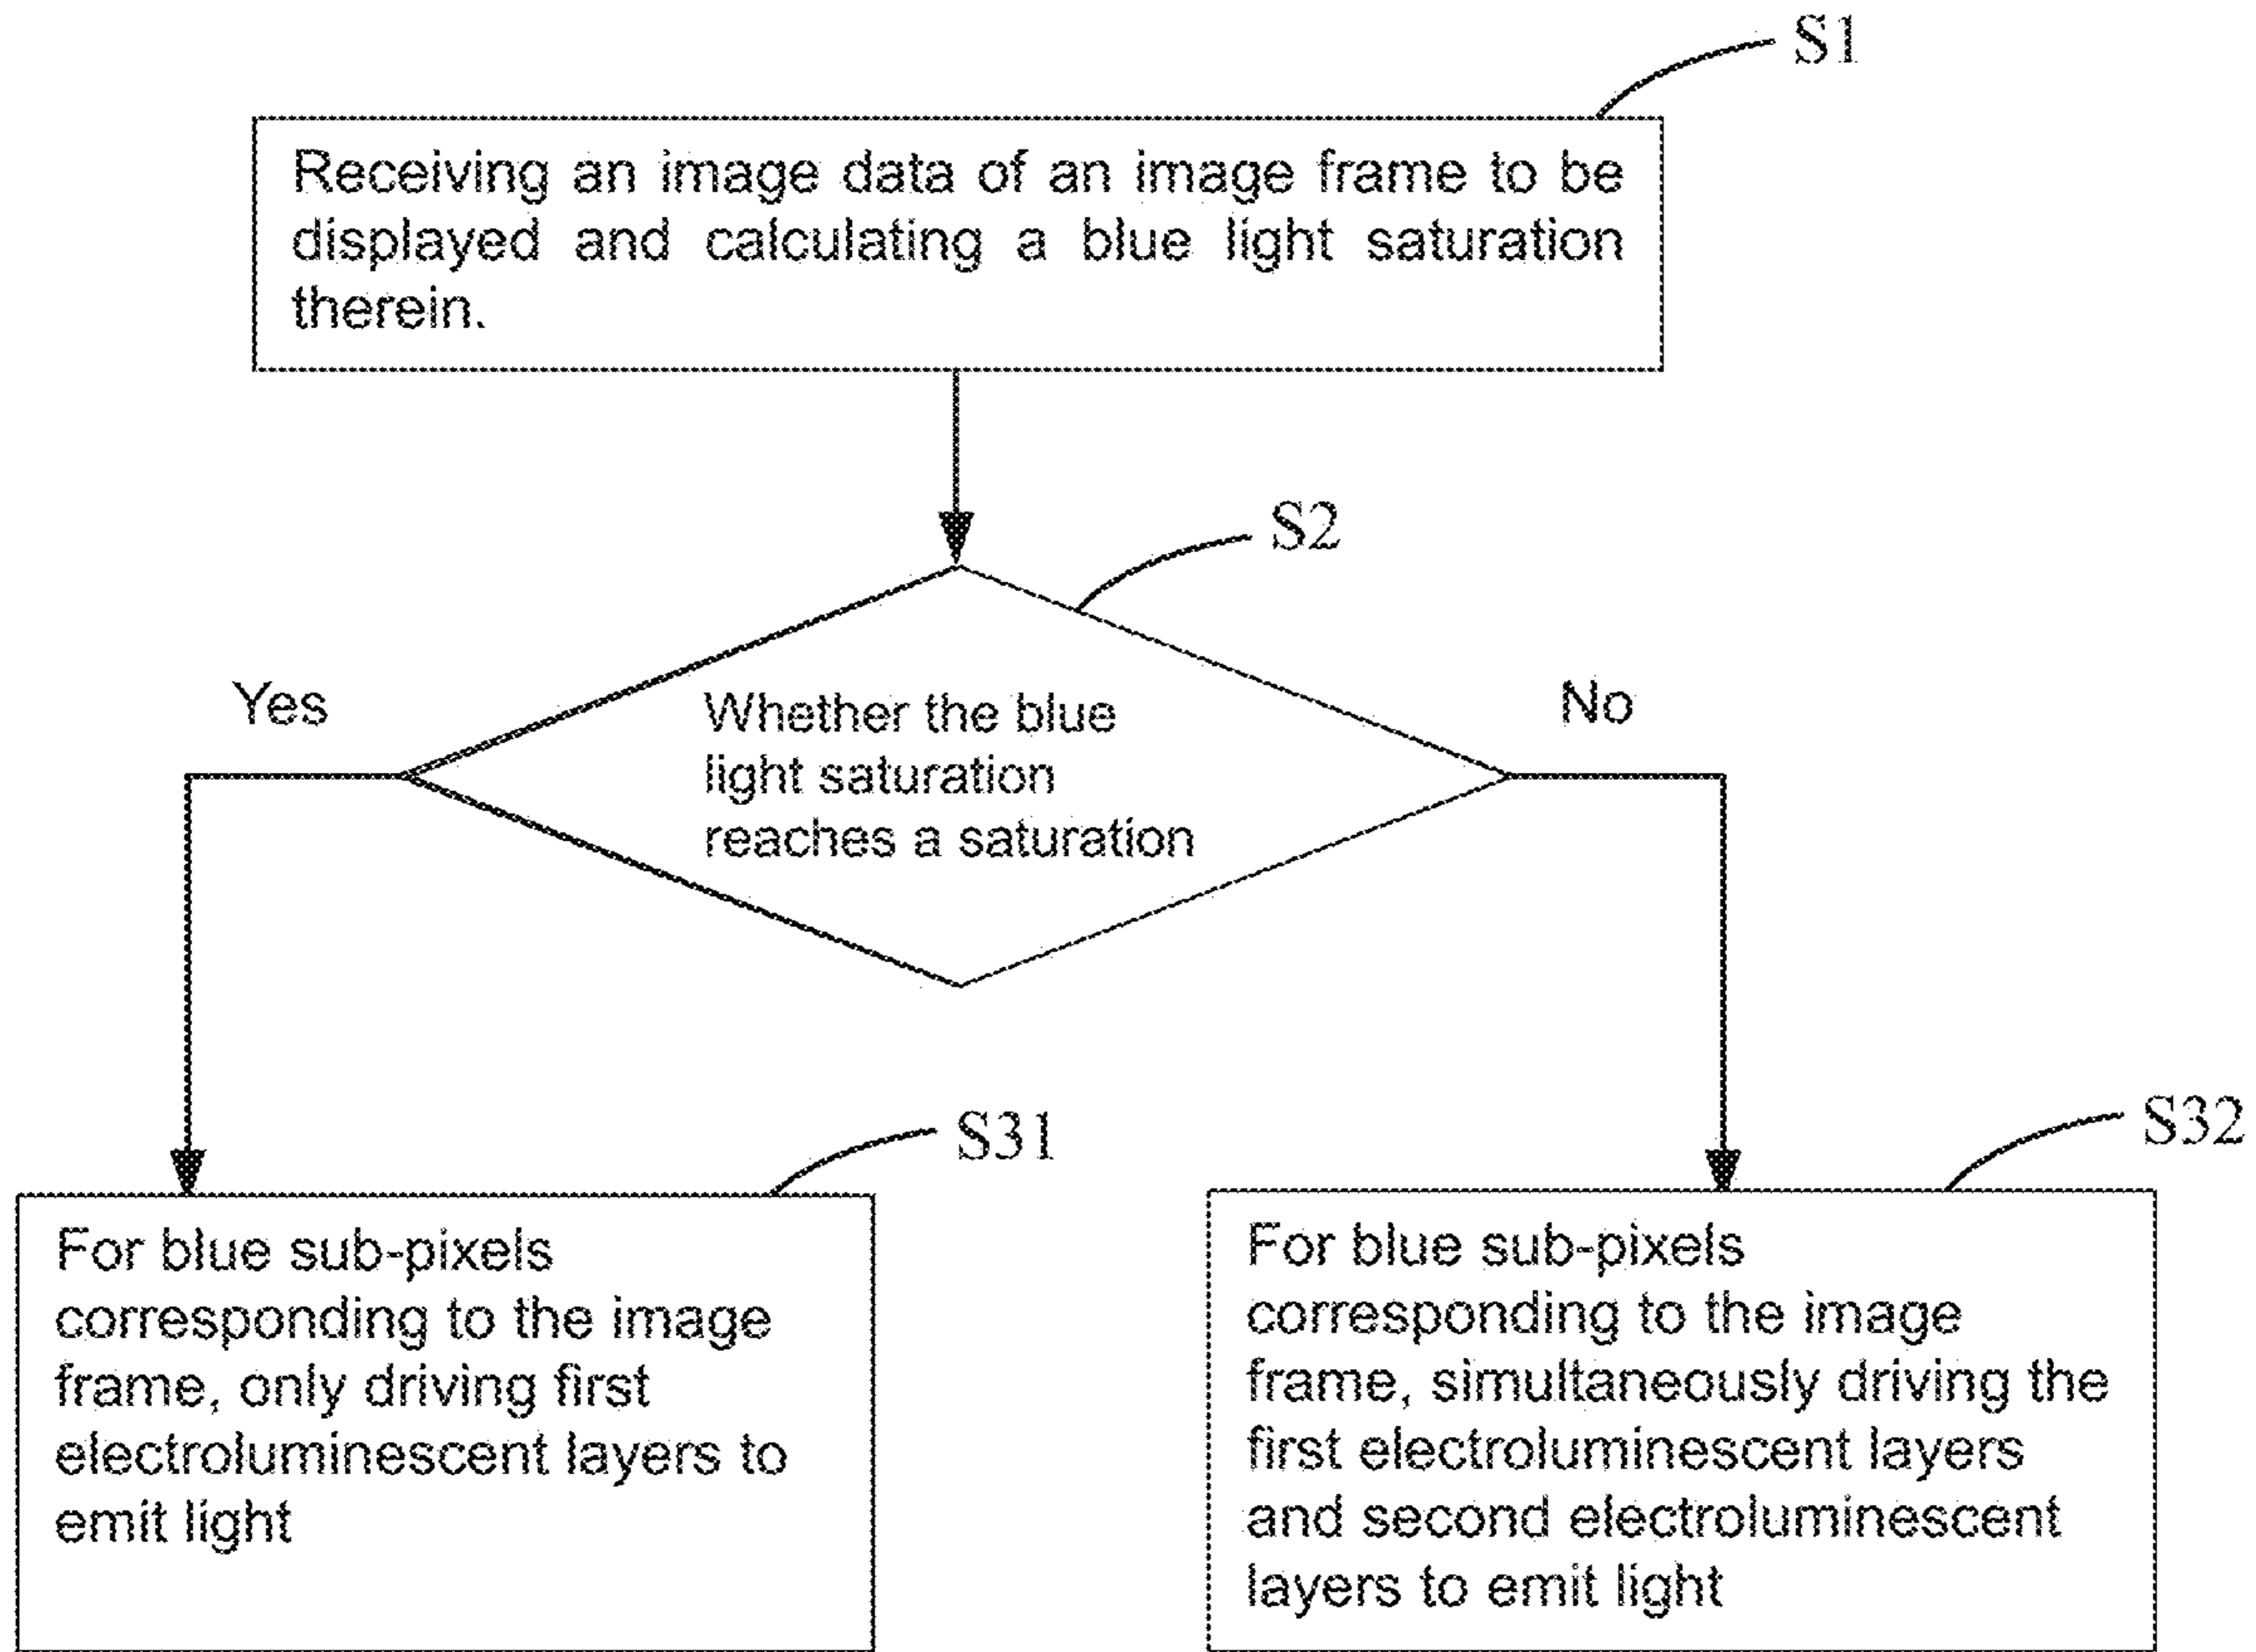 S1
Receiving an image data of an image frame to be
displayed and calculating a blue light saturation
therein.
S2
Yes
No
Whether the blue
light saturation
reaches a saturation
S31
For blue sub-pixels
corresponding to the image
frame, only driving first
electroluminescent layers to
emit light
S32
For blue sub-pixels
corresponding to the image
frame, simultaneously driving the
first electroluminescent layers
and second electroluminescent
layers to emit light